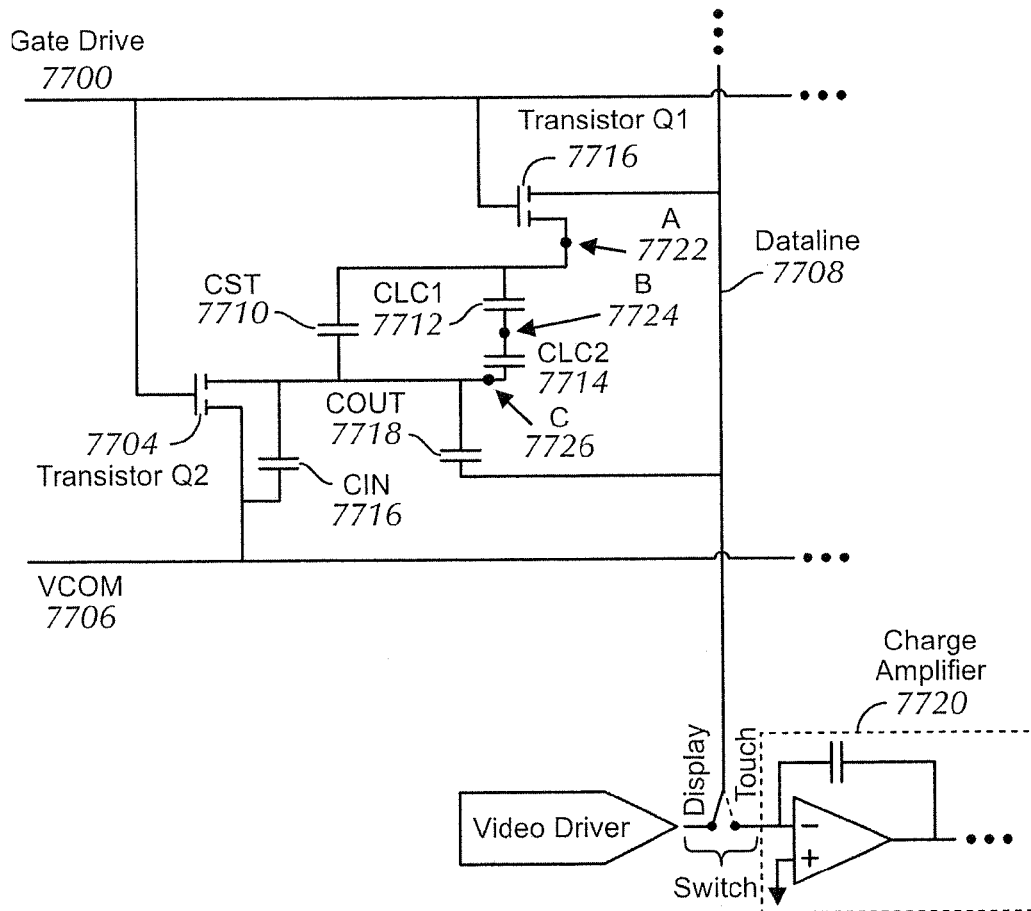 Gate Drive
7700
Transistor Q1
7716
A
7722
Dataline
7708
CST
7710
CLC1
7712
B
7724
CLC2
7714
COUT
7718
C
7726
7704
Transistor Q2
CIN
7716
VCOM
7706
Charge
Amplifier
7720
Display
Touch
Video Driver
−
+
Switch